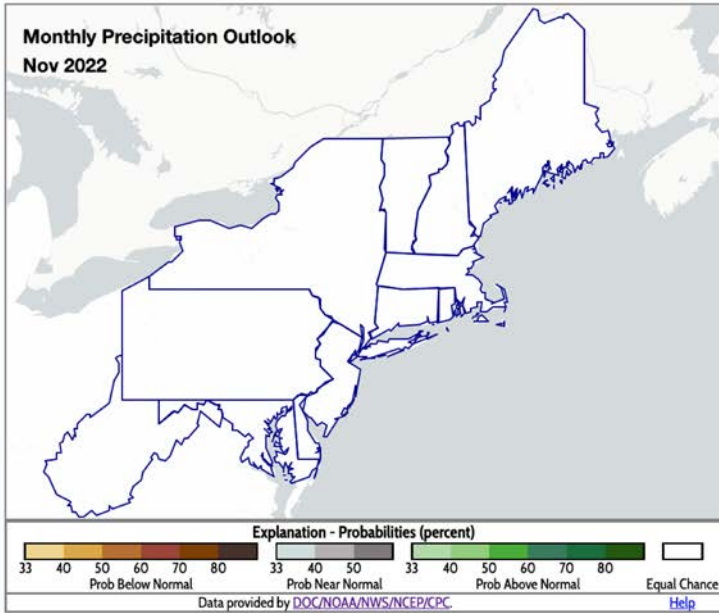 Monthly Precipitation Outlook
Nov 2022
Explanation - Probabilities (percent)
33 40 50 60 70 80 33 40 50 33 40 50 60 70 80
Prob Below Normal Prob Near Normal Prob Above Normal Equal Chance
Data provided by DOC/NOAA/NWS/NCEP/CPC. Help